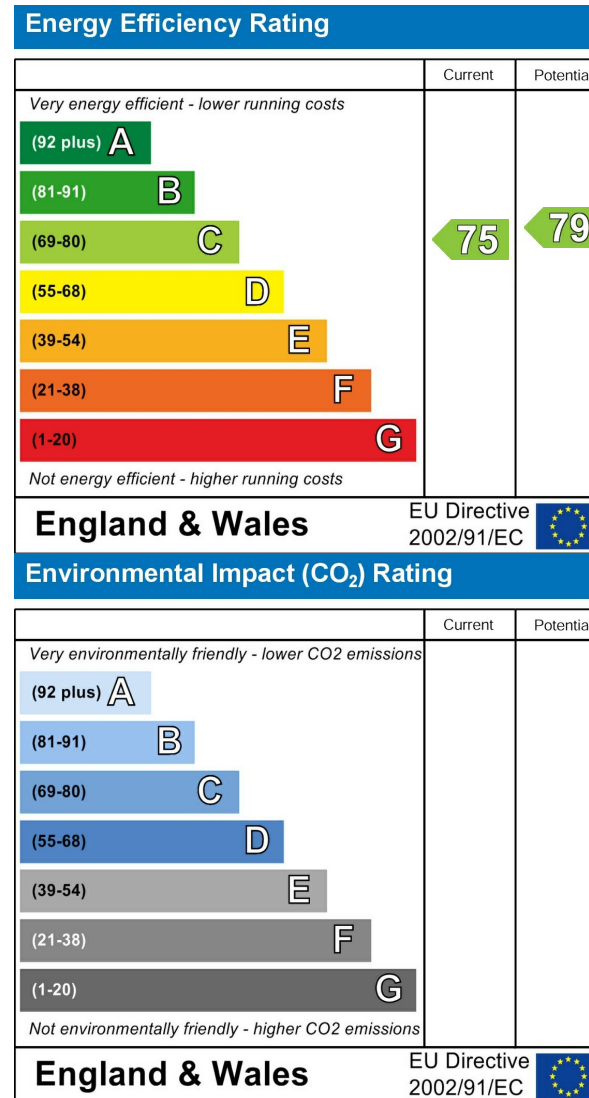 Energy Efficiency Rating
Current Potentia
Very energy efficient - lower running costs
(92 plus) A
(81-91) B
(69-80) C 75 79
(55-68) D
(39-54) E
(21-38) F
(1-20) G
Not energy efficient - higher running costs
England & Wales
EU Directive
2002/91/EC
Environmental Impact (CO₂) Rating
Current Potentia
Very environmentally friendly - lower CO2 emissions
(92 plus) A
(81-91) B
(69-80) C
(55-68) D
(39-54) E
(21-38) F
(1-20) G
Not environmentally friendly - higher CO2 emissions
England & Wales
EU Directive
2002/91/EC